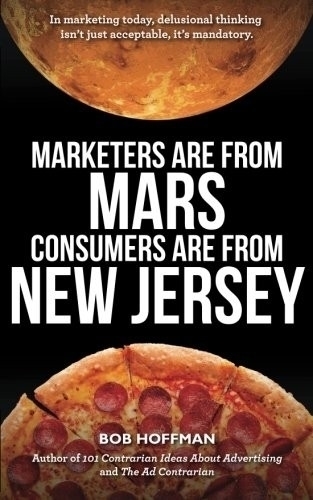 In marketing today, delusional thinking
isn't just acceptable, it's mandatory.
MARKETERS ARE FROM
MARS
CONSUMERS ARE FROM
NEW JERSEY
BOB HOFFMAN
Author of 101 Contrarian Ideas About Advertising
and The Ad Contrarian